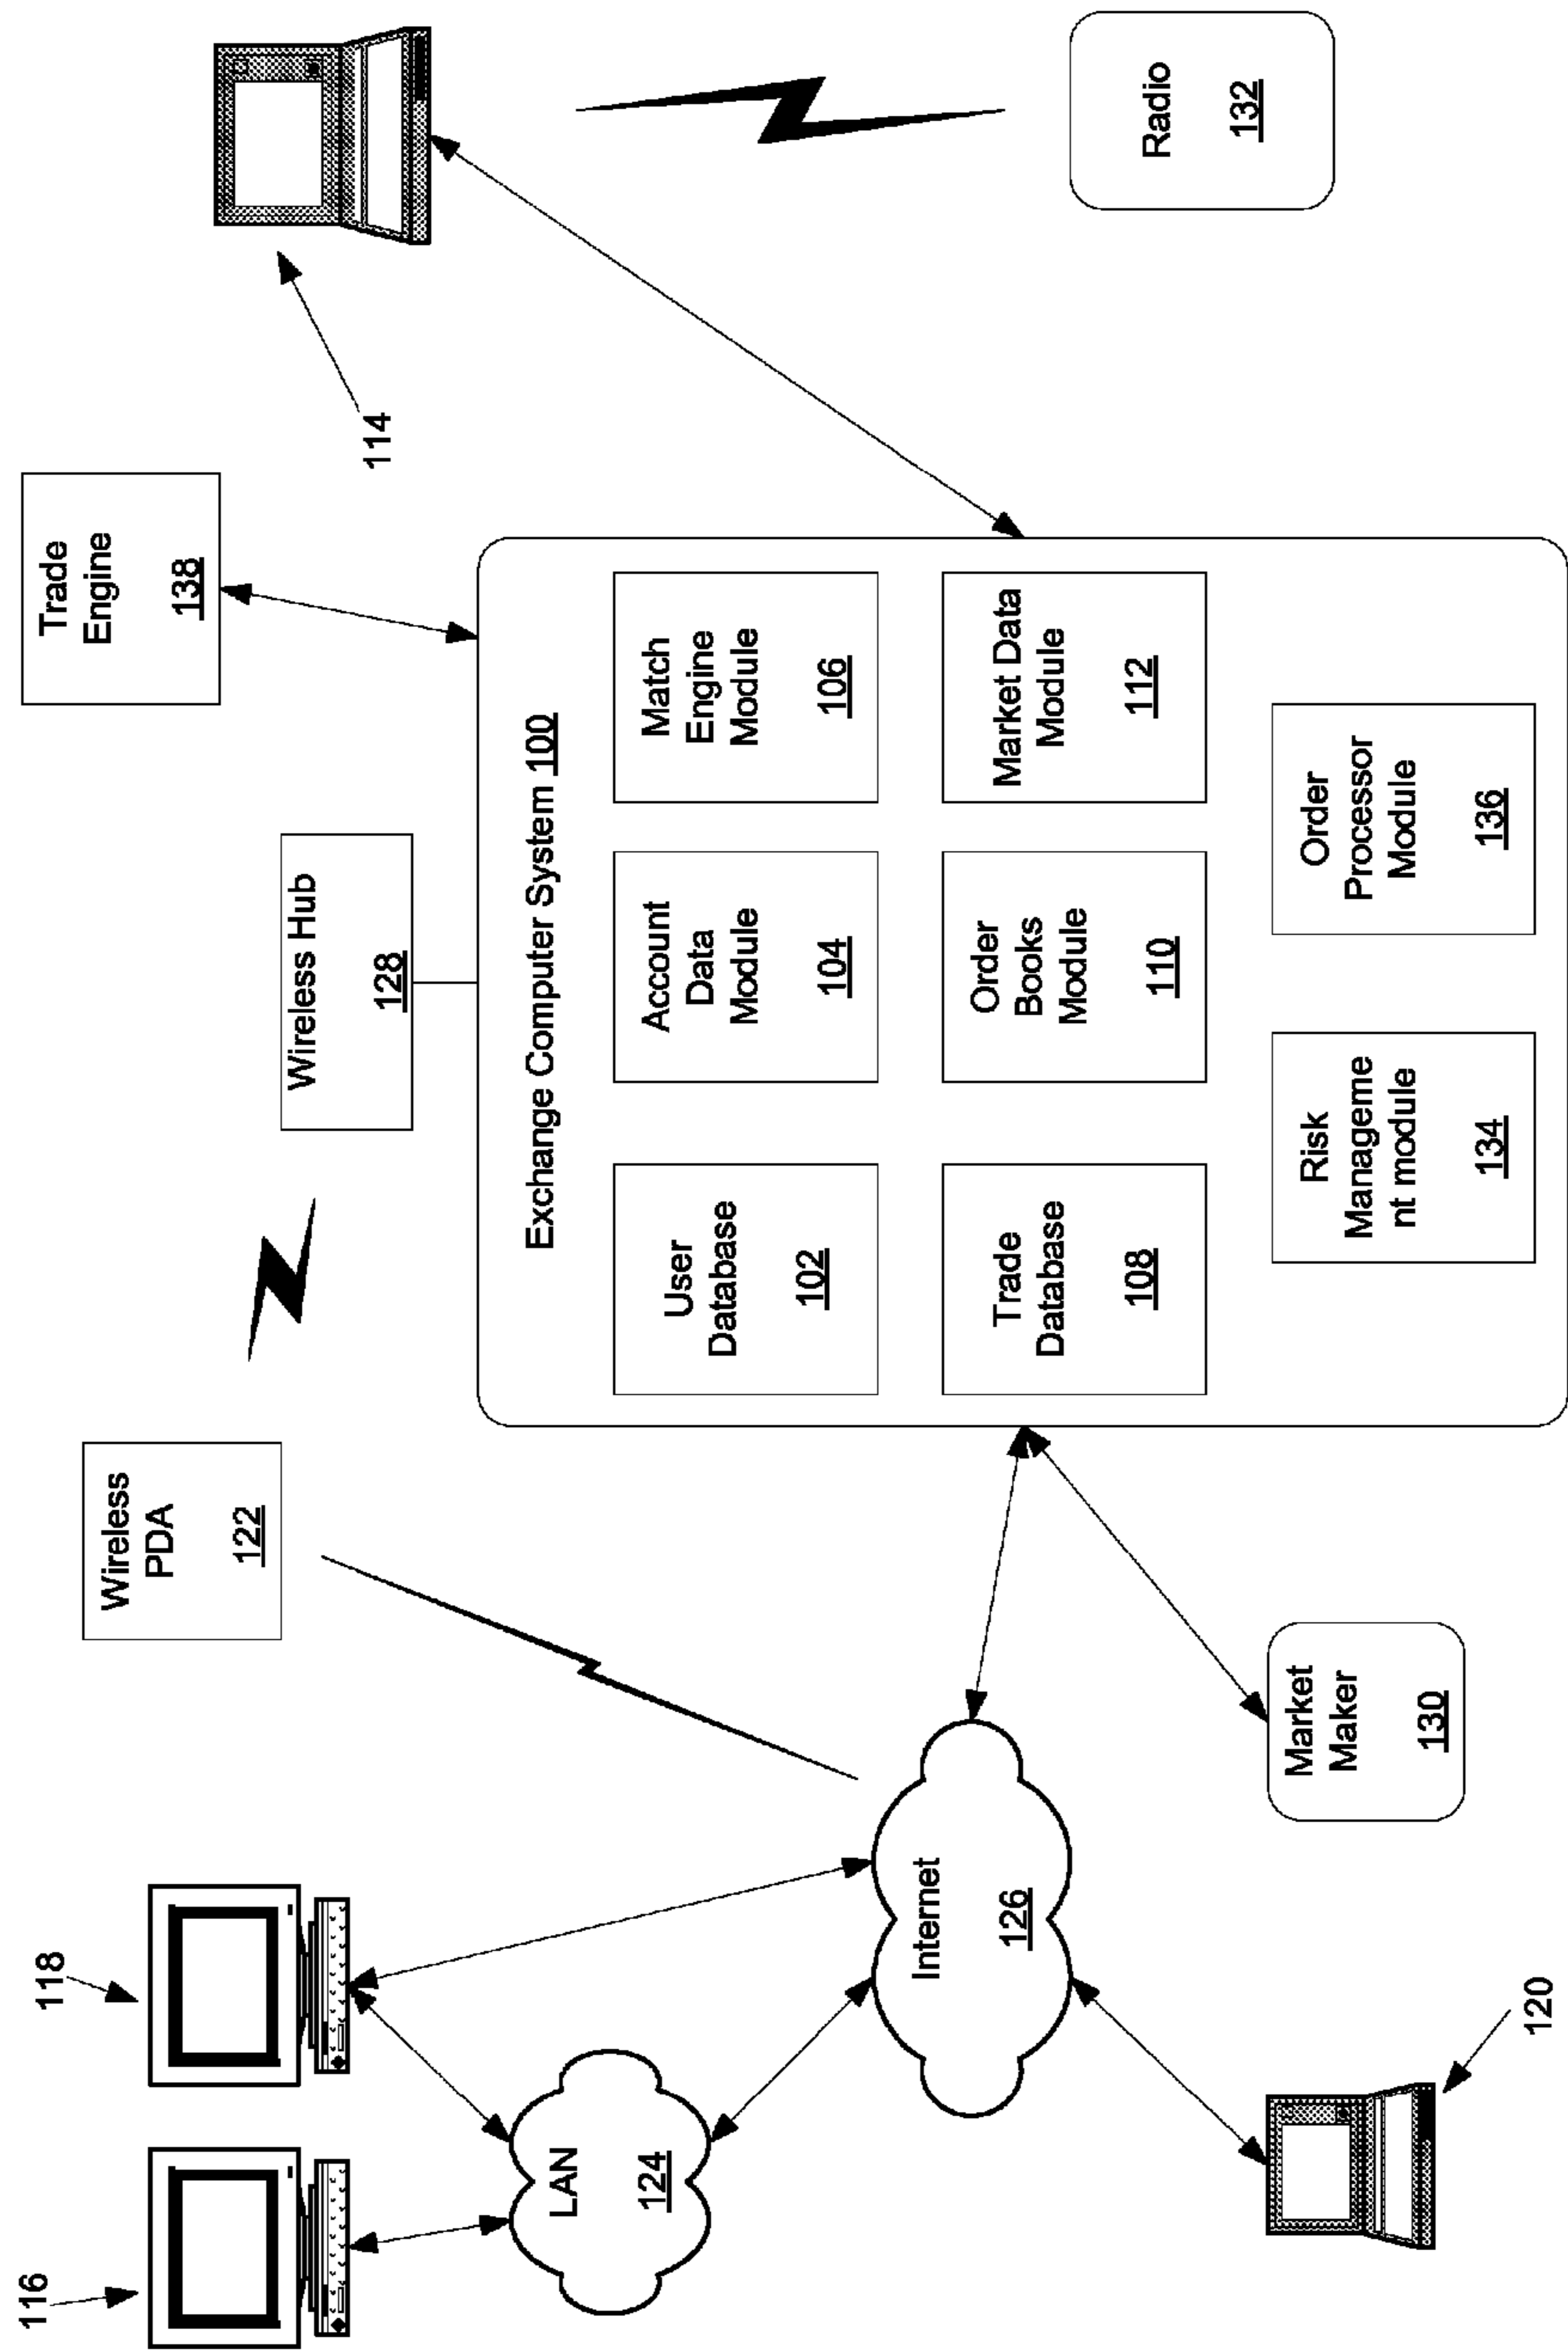 116
118
Wireless
PDA
122
Wireless Hub
128
Trade
Engine
138
114
LAN
124
Internet
126
Exchange Computer System 100
User
Database
102
Account
Data
Module
104
Match
Engine
Module
106
Trade
Database
108
Order
Books
Module
110
Market Data
Module
112
Risk
Manageme
nt module
134
Order
Processor
Module
136
120
Market
Maker
130
Radio
132